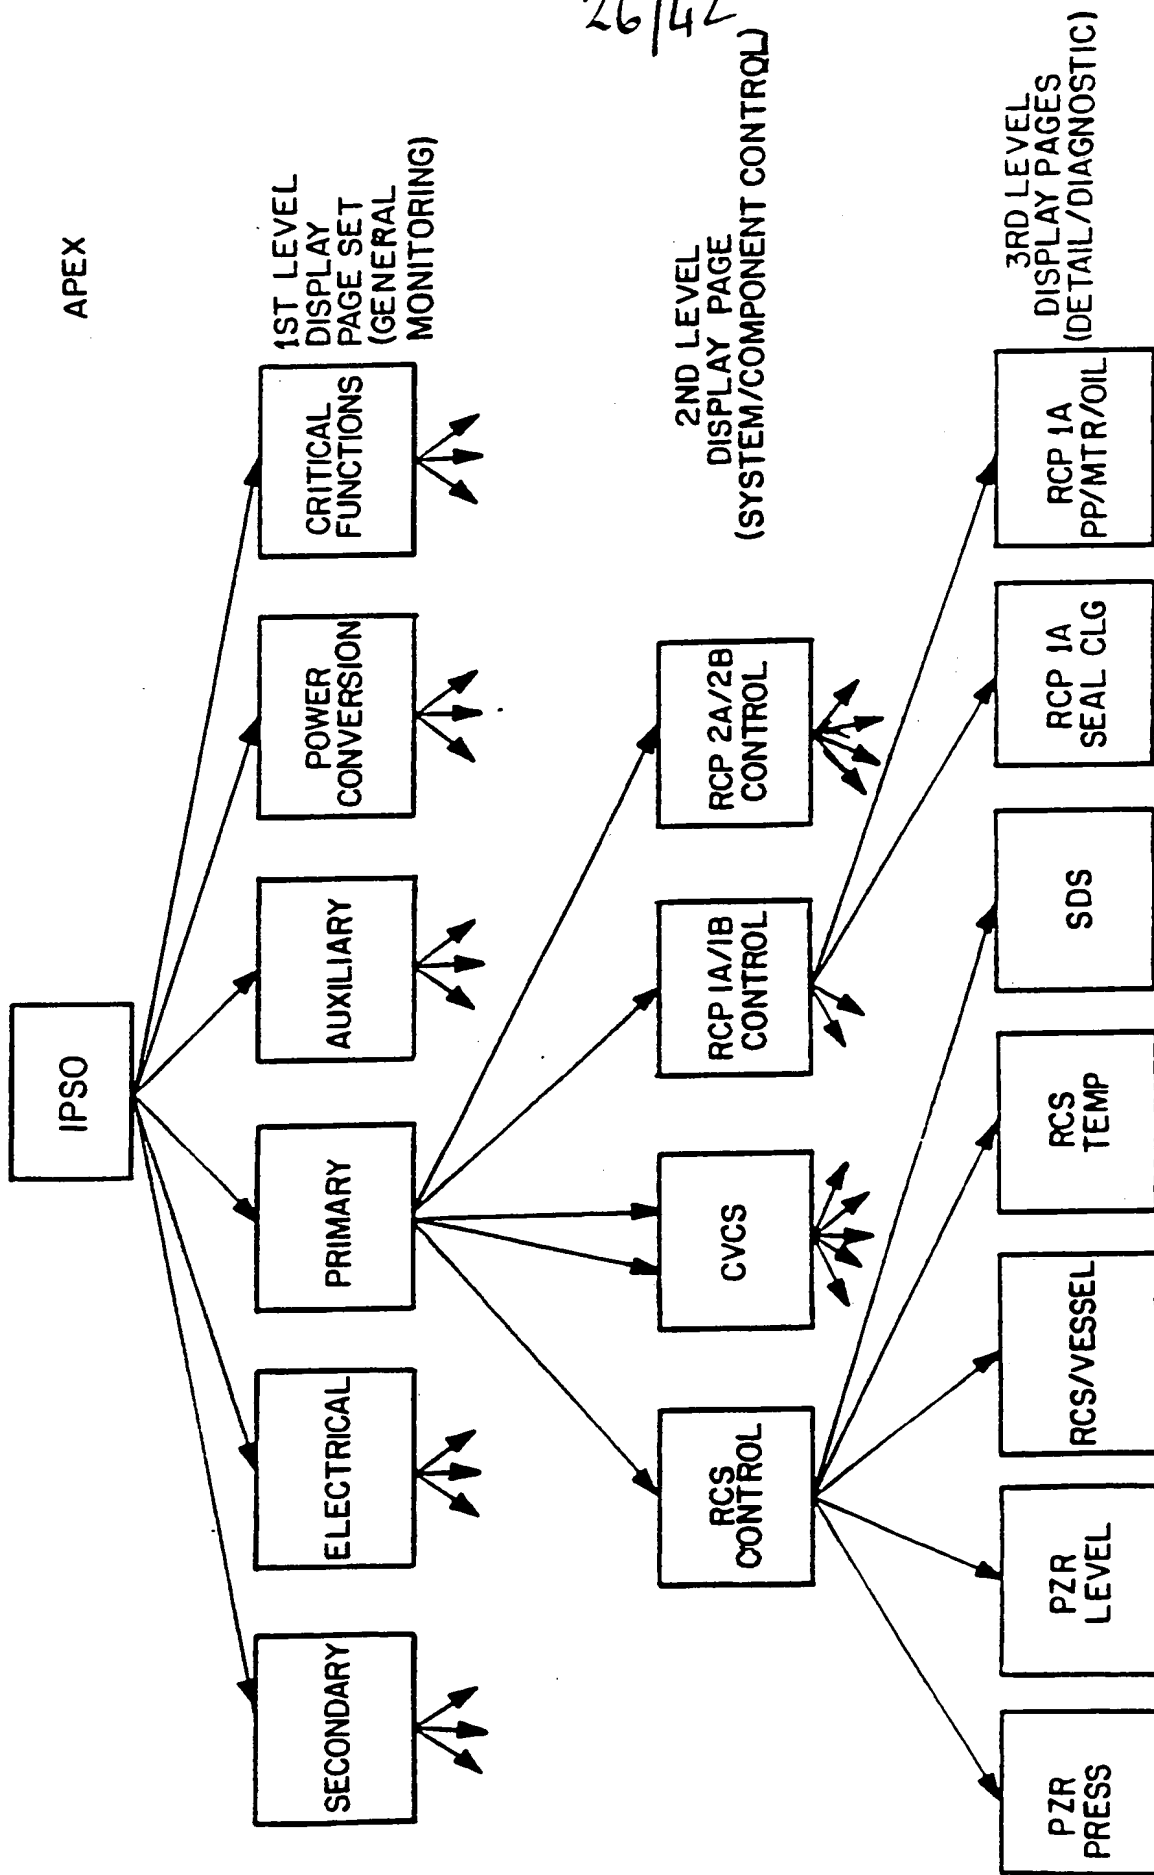 26/42
APEX
IPSO
1ST LEVEL
DISPLAY
PAGE SET
(GENERAL
MONITORING)
SECONDARY
ELECTRICAL
PRIMARY
AUXILIARY
POWER
CONVERSION
CRITICAL
FUNCTIONS
2ND LEVEL
DISPLAY PAGE
(SYSTEM/COMPONENT CONTROL)
RCS
CONTROL
CVCS
RCP 1A/1B
CONTROL
RCP 2A/2B
CONTROL
3RD LEVEL
DISPLAY PAGES
(DETAIL/DIAGNOSTIC)
PZR
PRESS
PZR
LEVEL
RCS/VESSEL
RCS
TEMP
SDS
RCP 1A
SEAL CLG
RCP 1A
PP/MTR/OIL